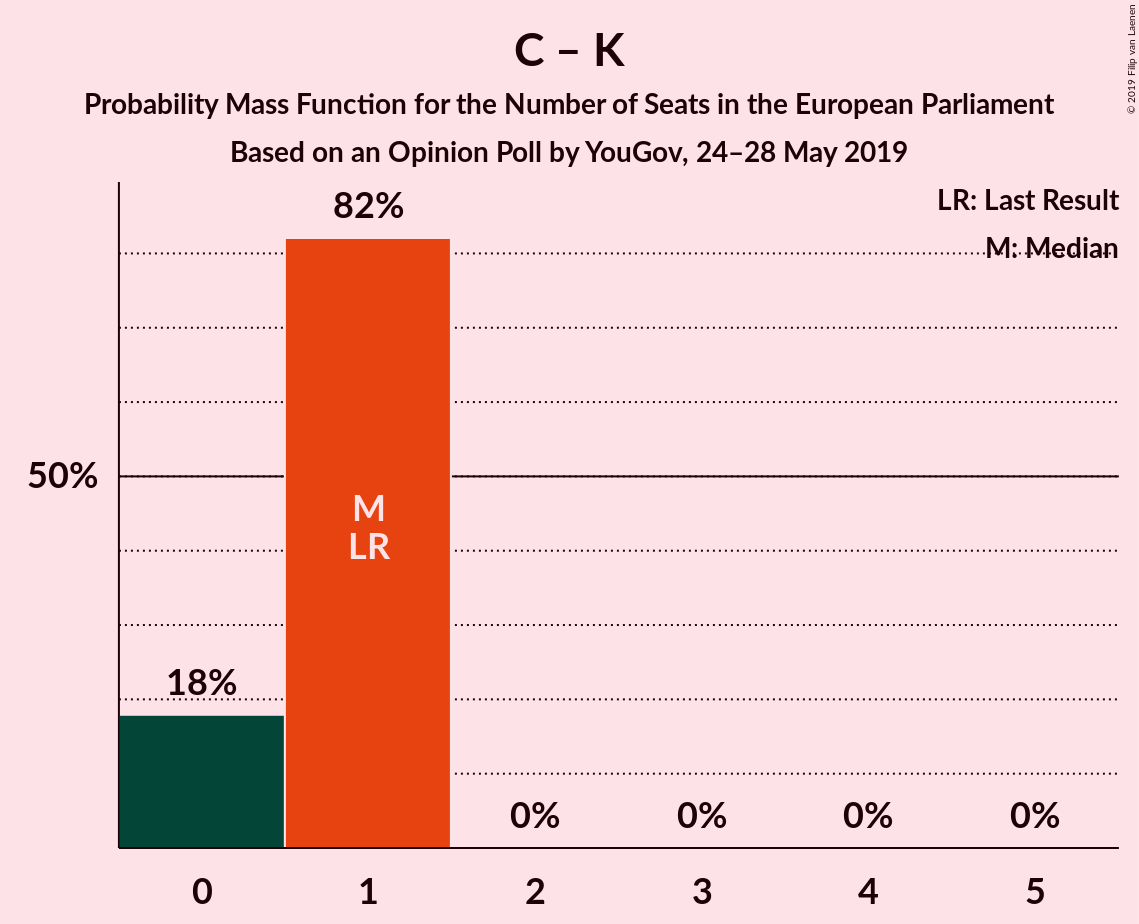 C – K
Probability Mass Function for the Number of Seats in the European Parliament
Based on an Opinion Poll by YouGov, 24–28 May 2019
© 2019 Filip van Laenen
LR: Last Result
M: Median
82%
50%
M
LR
18%
0% 0% 0% 0%
0 1 2 3 4 5